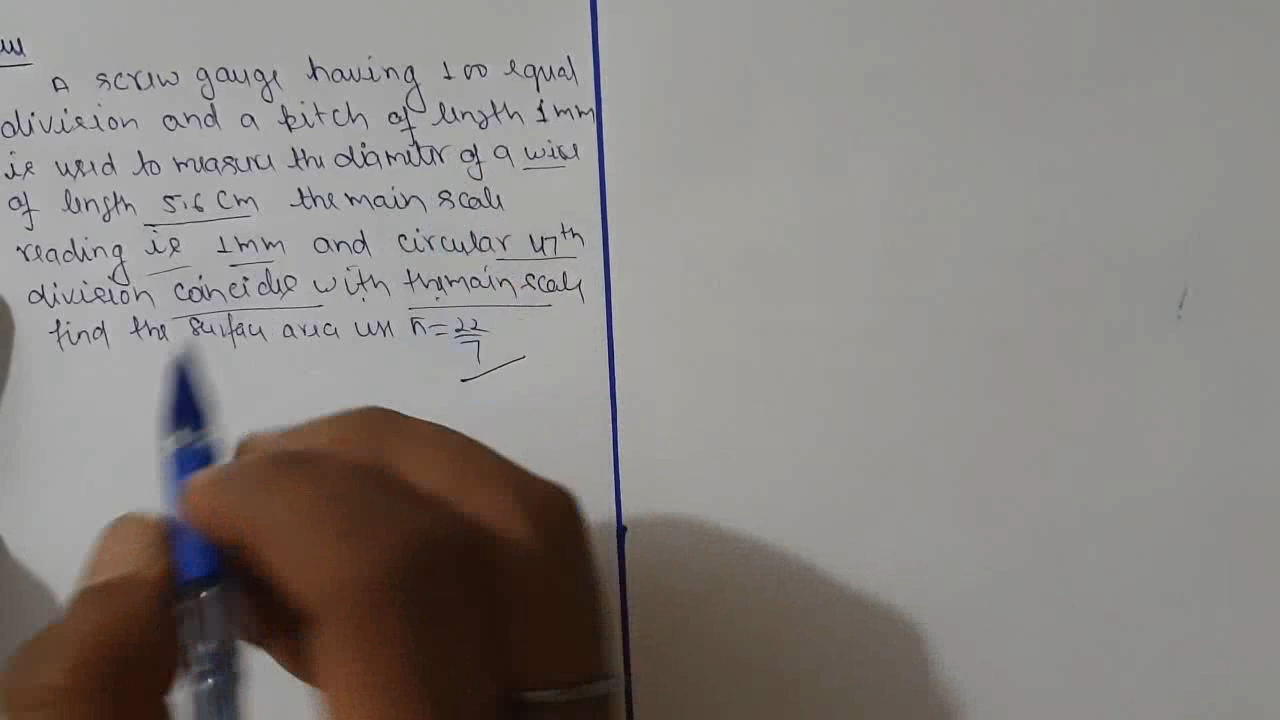 A screw gauge having 100 equal
division and a pitch of length 1mm
is used to measure the diameter of a wire
of length 5.6 Cm the main scale
reading is 1mm and circular 47th
division coincide with the main scale
find the surface area use π=22/7